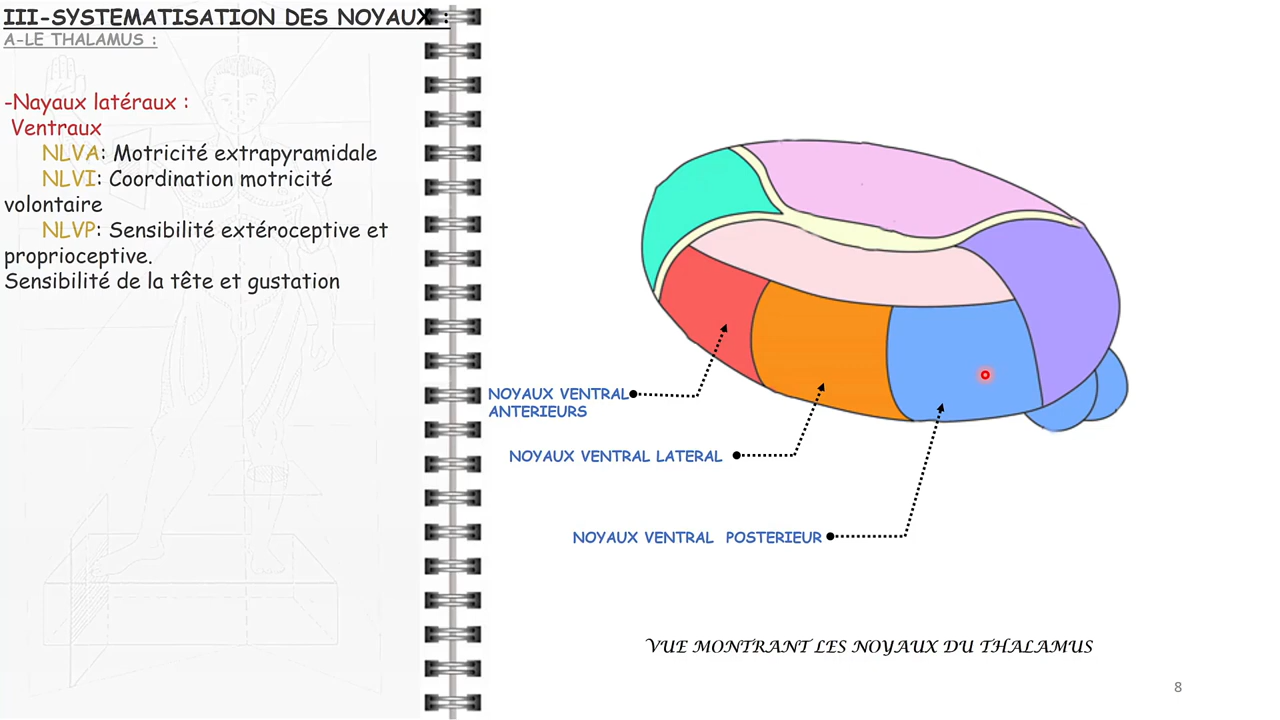 III-SYSTEMATISATION DES NOYAUX :
A-LE THALAMUS :
-Nayaux latéraux :
Ventraux
NLVA: Motricité extrapyramidale
NLVI: Coordination motricité
volontaire
NLVP: Sensibilité extéroceptive et
proprioceptive.
Sensibilité de la tête et gustation
NOYAUX VENTRAL
ANTERIEURS
NOYAUX VENTRAL LATERAL
NOYAUX VENTRAL POSTERIEUR
VUE MONTRANT LES NOYAUX DU THALAMUS
8